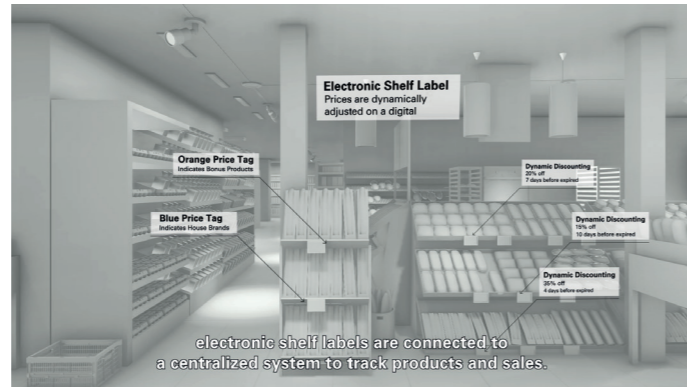 Electronic Shelf Label
Prices are dynamically
adjusted on a digital
Orange Price Tag
Indicates Bonus Products
Blue Price Tag
Indicates House Brands
Dynamic Discounting
20% off
7 days before expired
Dynamic Discounting
15% off
10 days before expired
Dynamic Discounting
35% off
4 days before expired
electronic shelf labels are connected to
a centralized system to track products and sales.